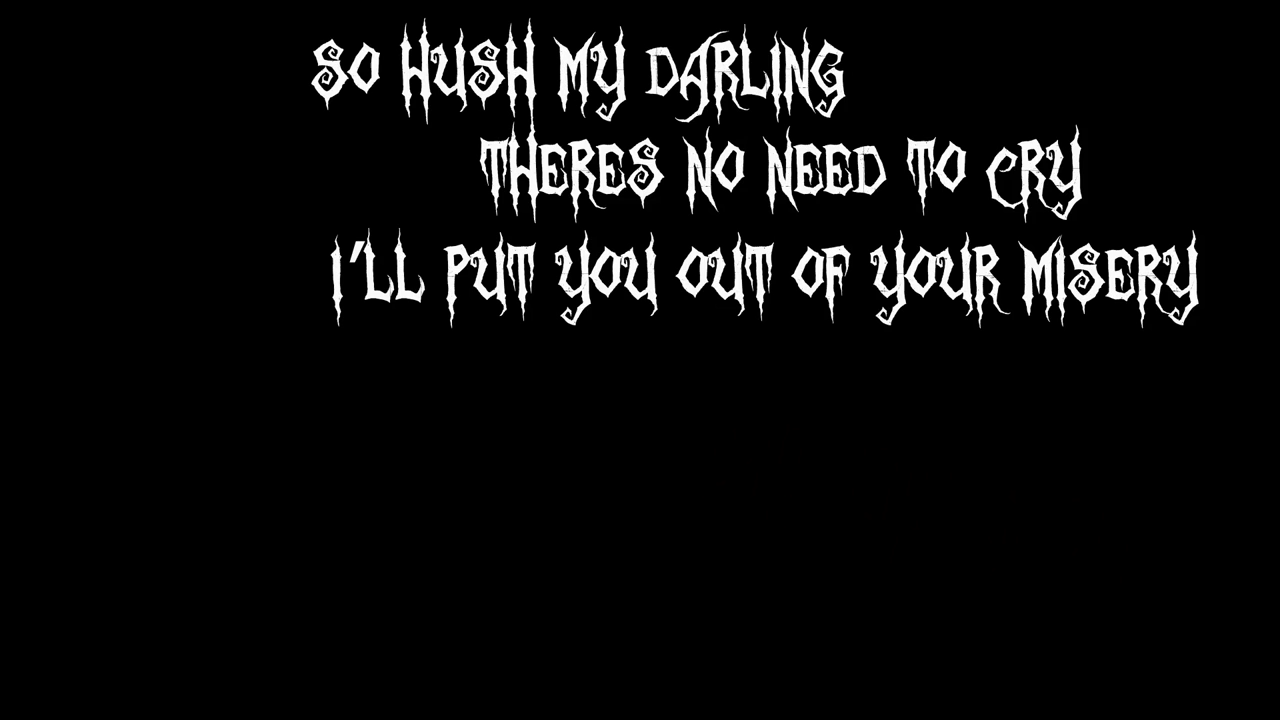 SO HUSH MY DARLING
THERES NO NEED TO CRY
I'LL PUT YOU OUT OF YOUR MISERY